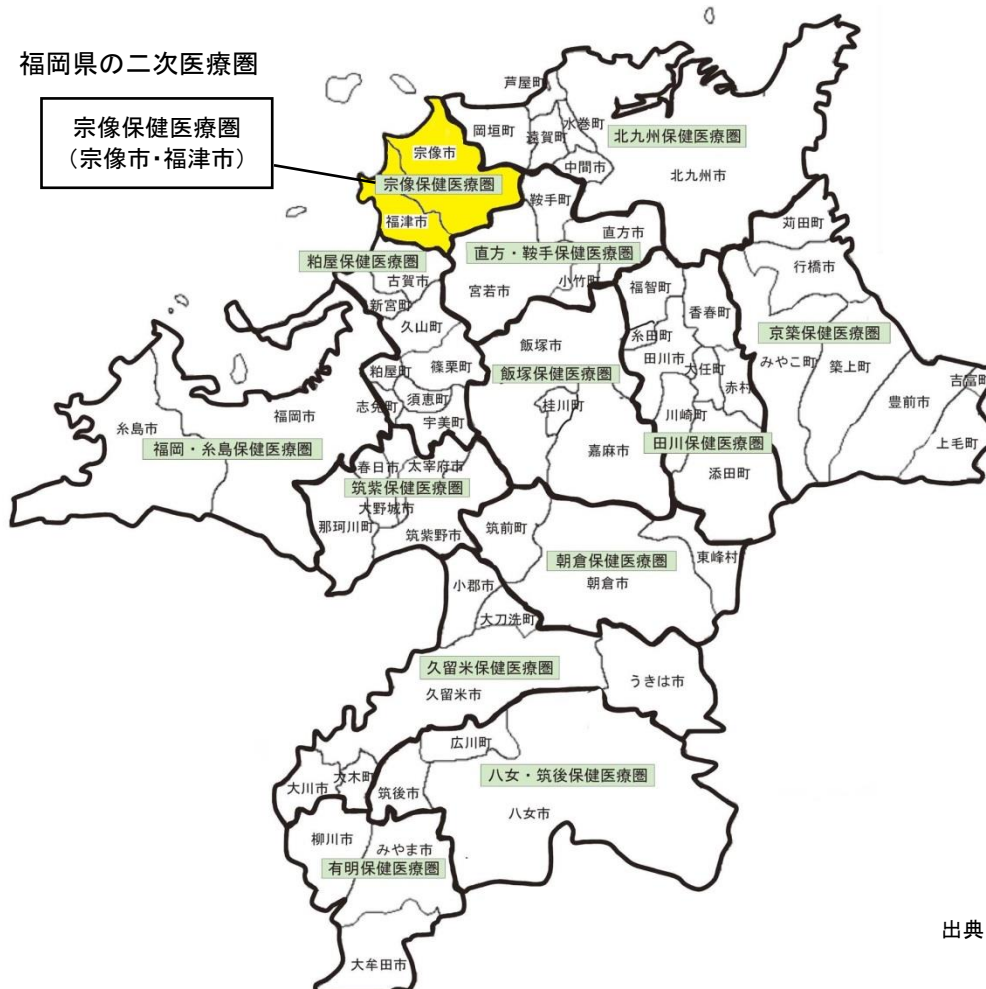 福岡県の二次医療圏
宗像保健医療圏
（宗像市・福津市）
芦屋町
岡垣町
遠賀町
水巻町
北九州保健医療圏
宗像市
中間市
北九州市
宗像保健医療圏
鞍手町
福津市
直方市
苅田町
粕屋保健医療圏
直方・鞍手保健医療圏
行橋市
古賀市
小竹町
福智町
新宮町
宮若市
香春町
久山町
糸田町
京築保健医療圏
飯塚市
みやこ町
築上町
篠栗町
田川市
粕屋町
飯塚保健医療圏
大任町
赤村
吉富町
須恵町
志免町
桂川町
川崎町
豊前市
福岡市
宇美町
糸島市
田川保健医療圏
上毛町
福岡・糸島保健医療圏
嘉麻市
春日市
太宰府市
添田町
筑紫保健医療圏
大野城市
那珂川町
筑紫野市
筑前町
東峰村
朝倉保健医療圏
小郡市
朝倉市
大刀洗町
久留米保健医療圏
うきは市
久留米市
広川町
大木町
大川市
筑後市
八女・筑後保健医療圏
八女市
柳川市
みやま市
有明保健医療圏
出典
大牟田市